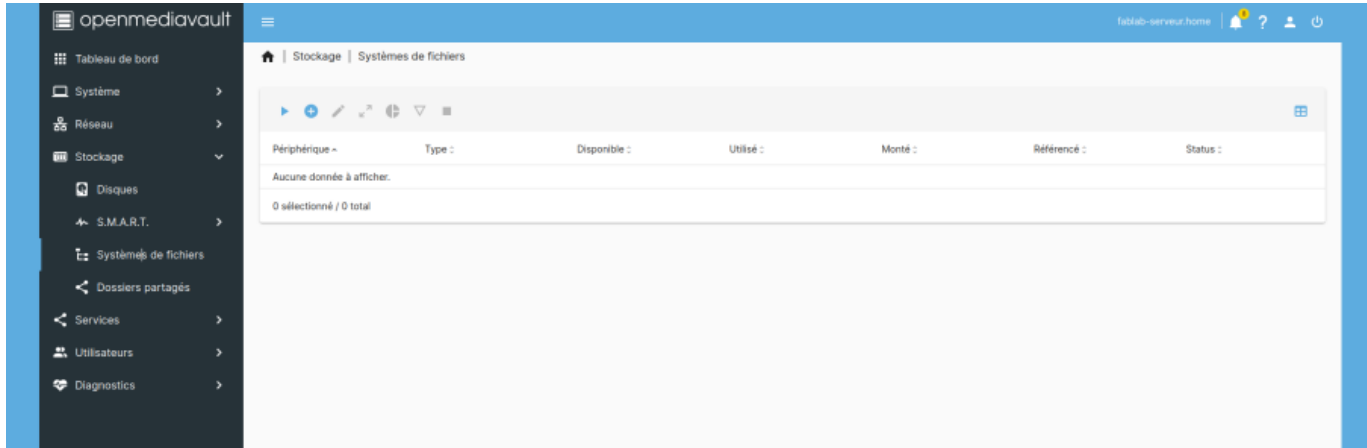 openmediavault
fablab-serveur.home
?
Tableau de bord
Système
Réseau
Stockage
Disques
S.M.A.R.T.
Systèmes de fichiers
Dossiers partagés
Services
Utilisateurs
Diagnostics
| Stockage | Systèmes de fichiers
Périphérique Type Disponible Utilisé Monté Référencé Status
Aucune donnée à afficher.
0 sélectionné / 0 total